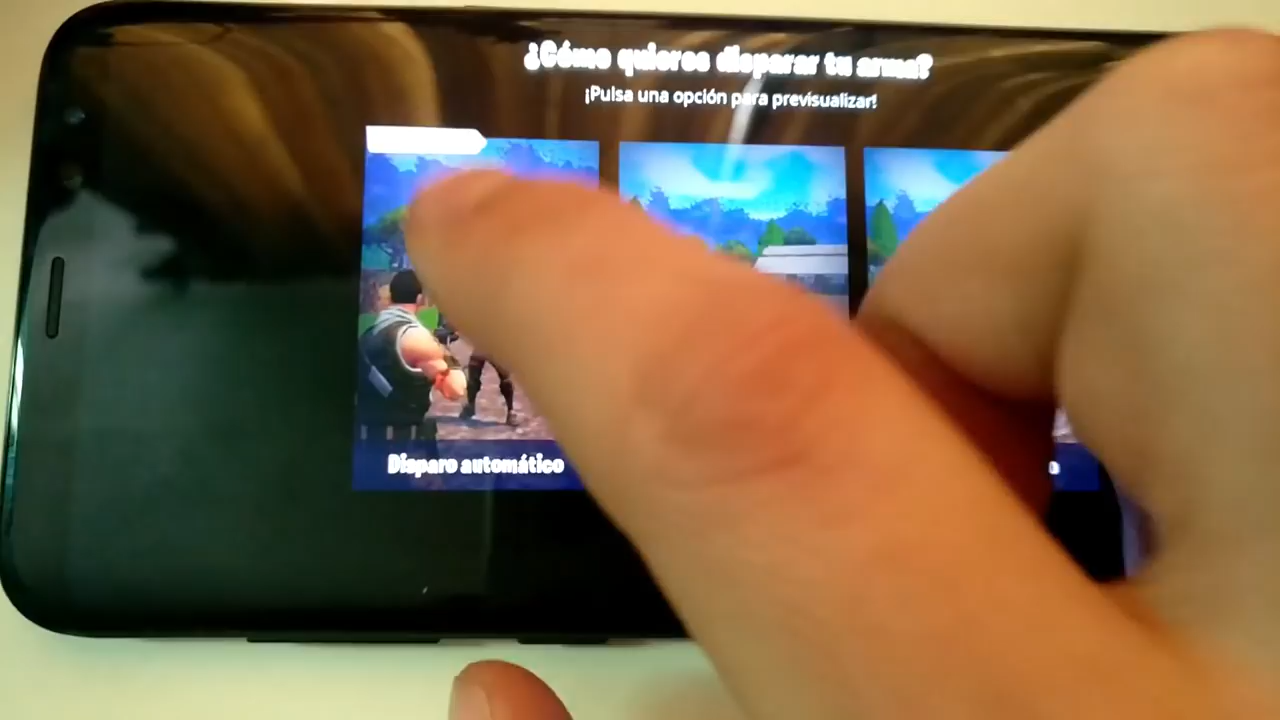 ¿Cómo quieres disparar tu arma?
¡Pulsa una opción para previsualizar!
Disparo automático